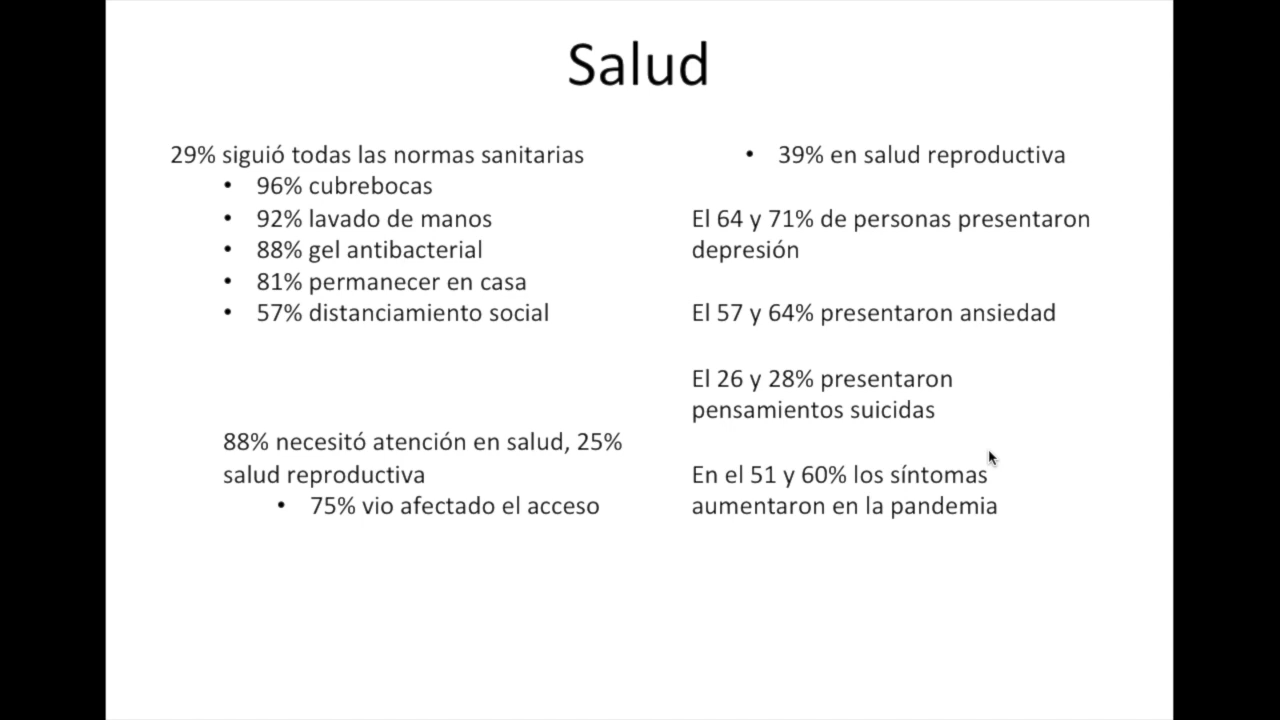 Salud
29% siguió todas las normas sanitarias
• 96% cubrebocas
• 92% lavado de manos
• 88% gel antibacterial
• 81% permanecer en casa
• 57% distanciamiento social
88% necesitó atención en salud, 25%
salud reproductiva
• 75% vio afectado el acceso
• 39% en salud reproductiva
El 64 y 71% de personas presentaron
depresión
El 57 y 64% presentaron ansiedad
El 26 y 28% presentaron
pensamientos suicidas
En el 51 y 60% los síntomas
aumentaron en la pandemia